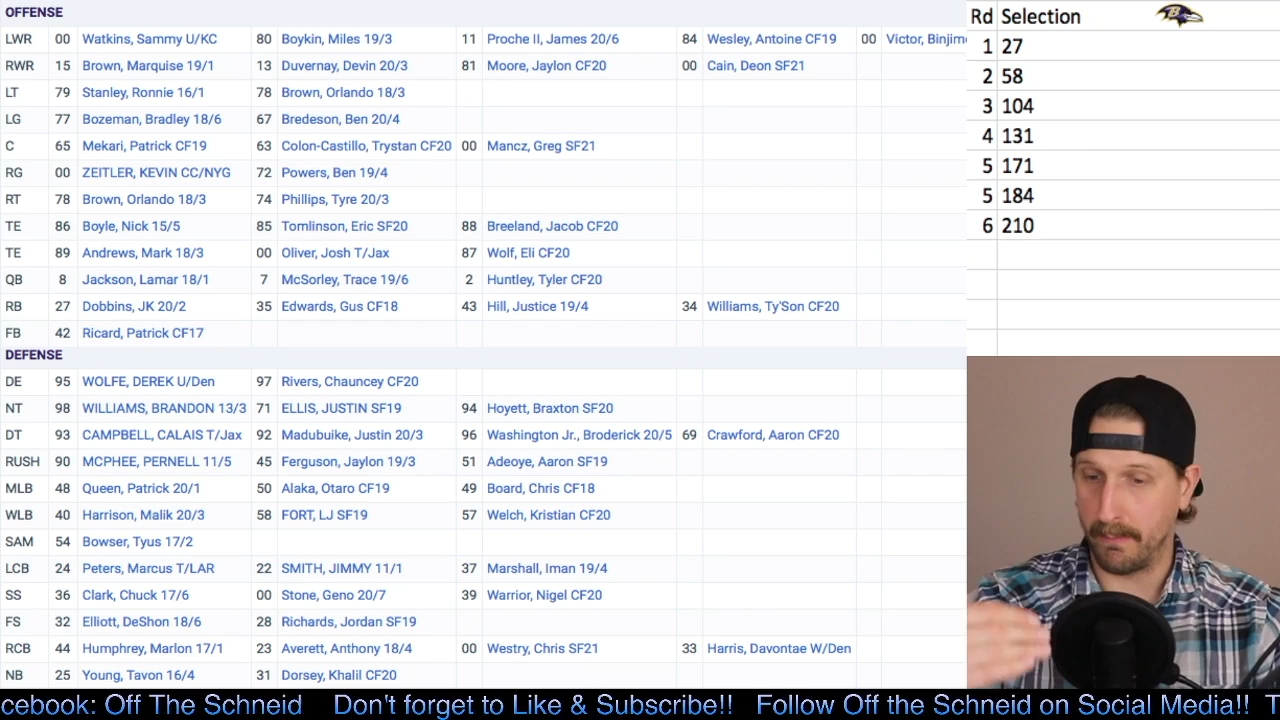 OFFENSE
LWR 00 Watkins, Sammy U/KC 80 Boykin, Miles 19/3 11 Proche II, James 20/6 84 Wesley, Antoine CF19 00 Victor, Binjim
RWR 15 Brown, Marquise 19/1 13 Duvernay, Devin 20/3 81 Moore, Jaylon CF20 00 Cain, Deon SF21
LT 79 Stanley, Ronnie 16/1 78 Brown, Orlando 18/3
LG 77 Bozeman, Bradley 18/6 67 Bredeson, Ben 20/4
C 65 Mekari, Patrick CF19 63 Colon-Castillo, Trystan CF20 00 Mancz, Greg SF21
RG 00 ZEITLER, KEVIN CC/NYG 72 Powers, Ben 19/4
RT 78 Brown, Orlando 18/3 74 Phillips, Tyre 20/3
TE 86 Boyle, Nick 15/5 85 Tomlinson, Eric SF20 88 Breeland, Jacob CF20
TE 89 Andrews, Mark 18/3 00 Oliver, Josh T/Jax 87 Wolf, Eli CF20
QB 8 Jackson, Lamar 18/1 7 McSorley, Trace 19/6 2 Huntley, Tyler CF20
RB 27 Dobbins, JK 20/2 35 Edwards, Gus CF18 43 Hill, Justice 19/4 34 Williams, Ty'Son CF20
FB 42 Ricard, Patrick CF17
DEFENSE
DE 95 WOLFE, DEREK U/Den 97 Rivers, Chauncey CF20
NT 98 WILLIAMS, BRANDON 13/3 71 ELLIS, JUSTIN SF19 94 Hoyett, Braxton SF20
DT 93 CAMPBELL, CALAIS T/Jax 92 Madubuike, Justin 20/3 96 Washington Jr., Broderick 20/5 69 Crawford, Aaron CF20
RUSH 90 MCPHEE, PERNELL 11/5 45 Ferguson, Jaylon 19/3 51 Adeoye, Aaron SF19
MLB 48 Queen, Patrick 20/1 50 Alaka, Otaro CF19 49 Board, Chris CF18
WLB 40 Harrison, Malik 20/3 58 FORT, LJ SF19 57 Welch, Kristian CF20
SAM 54 Bowser, Tyus 17/2
LCB 24 Peters, Marcus T/LAR 22 SMITH, JIMMY 11/1 37 Marshall, Iman 19/4
SS 36 Clark, Chuck 17/6 00 Stone, Geno 20/7 39 Warrior, Nigel CF20
FS 32 Elliott, DeShon 18/6 28 Richards, Jordan SF19
RCB 44 Humphrey, Marlon 17/1 23 Averett, Anthony 18/4 00 Westry, Chris SF21 33 Harris, Davontae W/Den
NB 25 Young, Tavon 16/4 31 Dorsey, Khalil CF20
Rd Selection
1 27
2 58
3 104
4 131
5 171
5 184
6 210
cebook: Off The Schneid Don't forget to Like & Subscribe!! Follow Off the Schneid on Social Media!! T